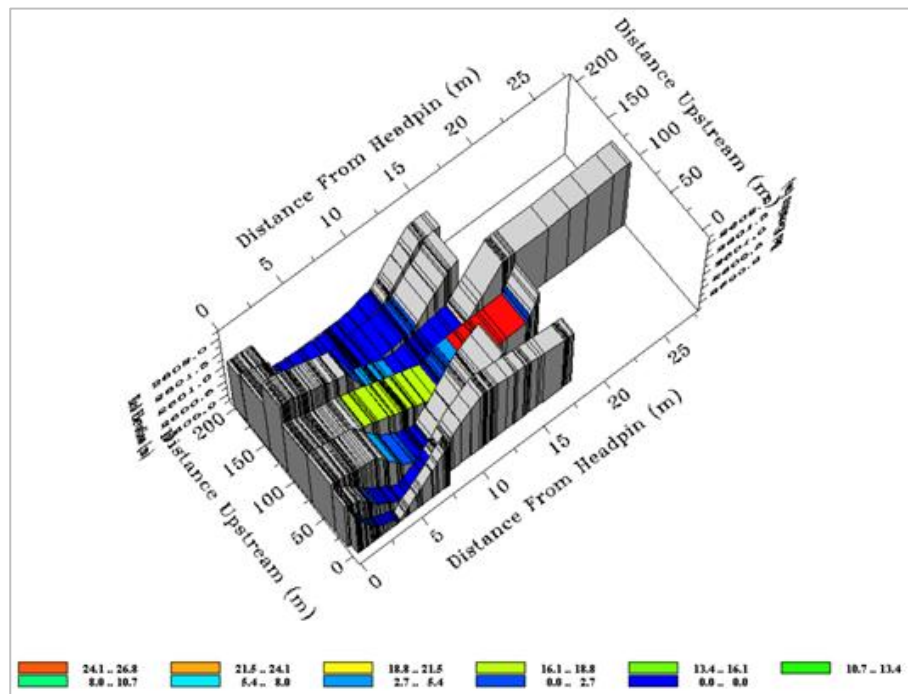 Distance From Headpin (m)
0 5 10 15 20 25
Distance Upstream (m)
200 150 100 50 0
200 150 100 50 0
Distance Upstream (m)
0 5 10 15 20 25
Distance From Headpin (m)
24.1 .. 26.8 21.5 .. 24.1 18.8 .. 21.5 16.1 .. 18.8 13.4 .. 16.1 10.7 .. 13.4
8.0 .. 10.7 5.4 .. 8.0 2.7 .. 5.4 0.0 .. 2.7 0.0 .. 0.0